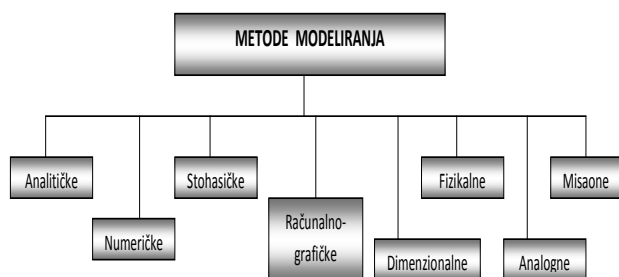 METODE MODELIRANJA
Analitičke
Numeričke
Stohasičke
Računalno-
grafičke
Dimenzionalne
Fizikalne
Analogne
Misaone